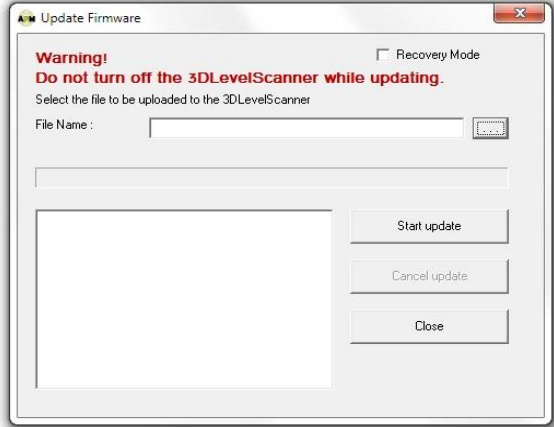 APM Update Firmware
Warning!
Recovery Mode
Do not turn off the 3DLevelScanner while updating.
Select the file to be uploaded to the 3DLevelScanner
File Name :
...
Start update
Cancel update
Close